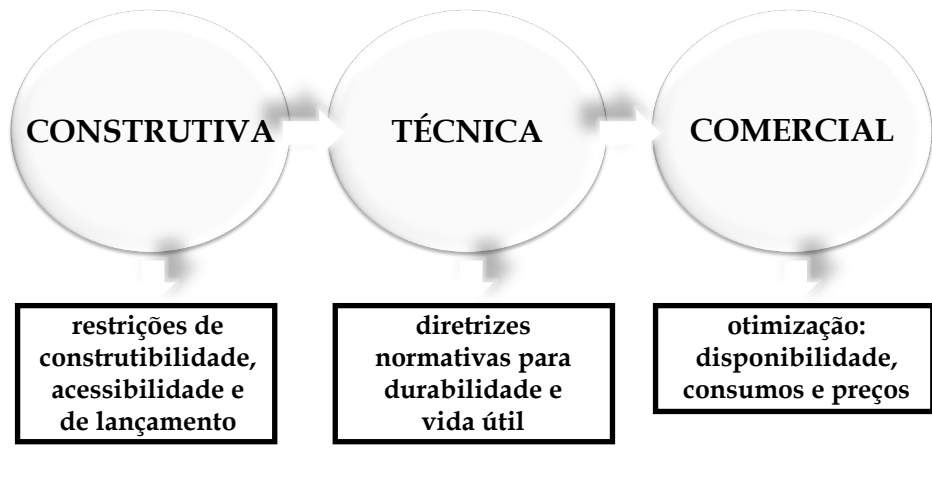 CONSTRUTIVA
TÉCNICA
COMERCIAL
restrições de
construtibilidade,
acessibilidade e
de lançamento
diretrizes
normativas para
durabilidade e
vida útil
otimização:
disponibilidade,
consumos e preços